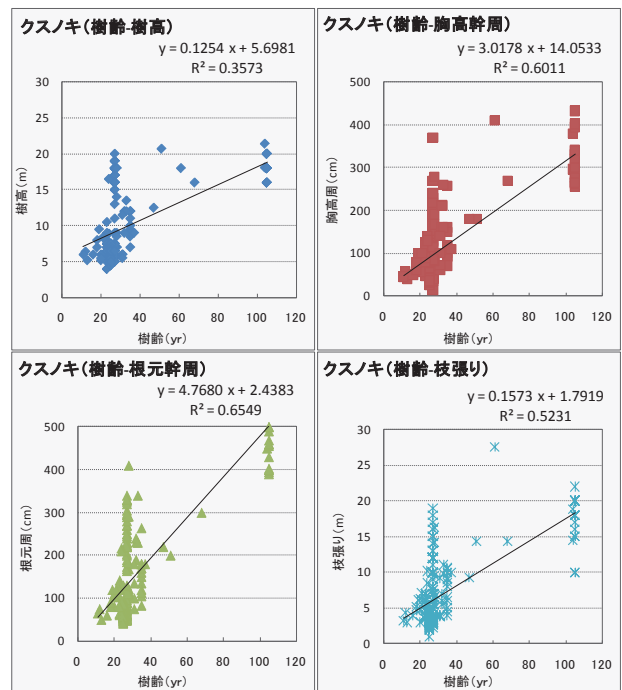 クスノキ(樹齢-樹高)
y = 0.1254 x + 5.6981
R² = 0.3573
30
25
20
15
10
5
0
樹高(m)
0 20 40 60 80 100 120
樹齢(yr)
クスノキ(樹齢-胸高幹周)
y = 3.0178 x + 14.0533
R² = 0.6011
500
400
300
200
100
0
胸高周(cm)
0 20 40 60 80 100 120
樹齢(yr)
クスノキ(樹齢-根元幹周)
y = 4.7680 x + 2.4383
R² = 0.6549
500
400
300
200
100
0
根元周(cm)
0 20 40 60 80 100 120
樹齢(yr)
クスノキ(樹齢-枝張り)
y = 0.1573 x + 1.7919
R² = 0.5231
30
25
20
15
10
5
0
枝張り(m)
0 20 40 60 80 100 120
樹齢(yr)